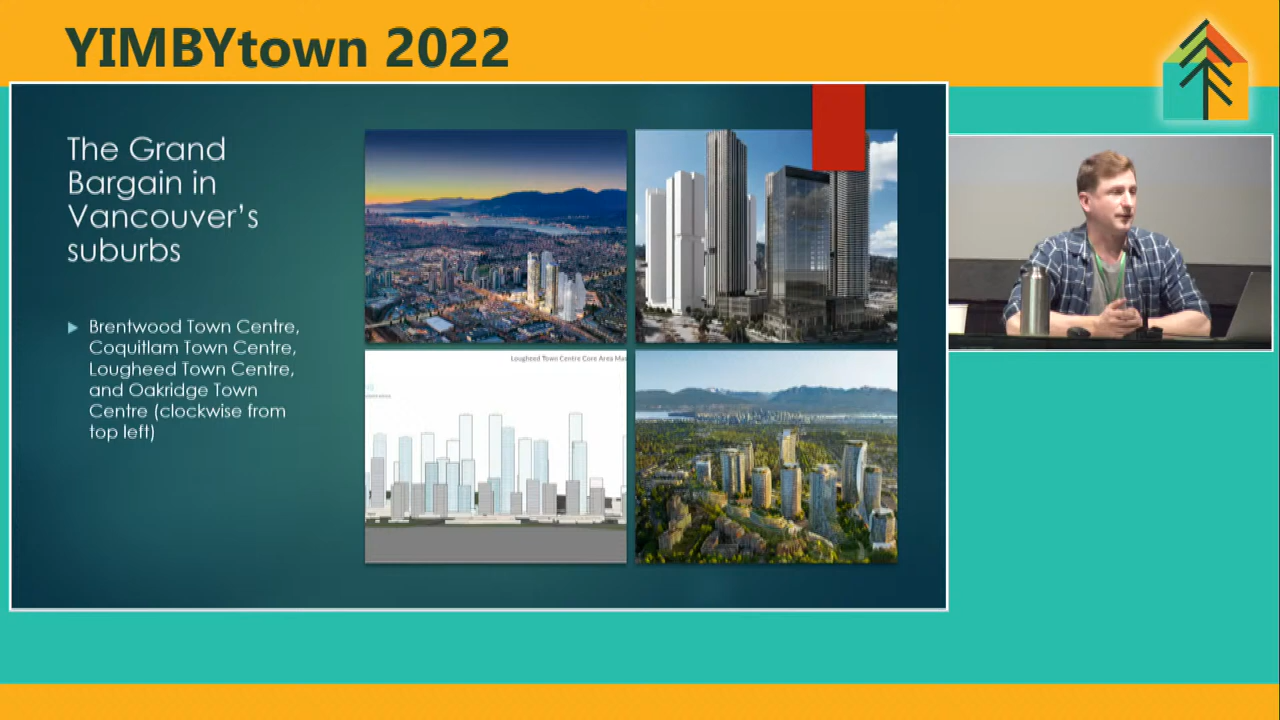 YIMBYtown 2022
The Grand
Bargain in
Vancouver's
suburbs
Brentwood Town Centre,
Coquitlam Town Centre,
Lougheed Town Centre,
and Oakridge Town
Centre (clockwise from
top left)
Lougheed Town Centre Core Area Mas